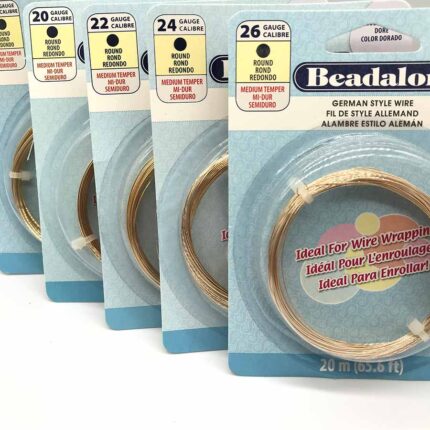 20 GAUGE
CALIBRE
ROUND
ROND
REDONDO
MEDIUM TEMPER
MI-DUR
SEMIDURO
22 GAUGE
CALIBRE
ROUND
ROND
REDONDO
MEDIUM TEMPER
MI-DUR
SEMIDURO
24 GAUGE
CALIBRE
ROUND
ROND
REDONDO
MEDIUM TEMPER
MI-DUR
SEMIDURO
26 GAUGE
CALIBRE
ROUND
ROND
REDONDO
MEDIUM TEMPER
MI-DUR
SEMIDURO
DORÉ
COLOR DORADO
Beadalon
GERMAN STYLE WIRE
FIL DE STYLE ALLEMAND
ALAMBRE ESTILO ALEMÁN
Ideal For Wire Wrappin
Idéal Pour L'enroulage
Ideal Para Enrollar!
20 m (65.6 ft)